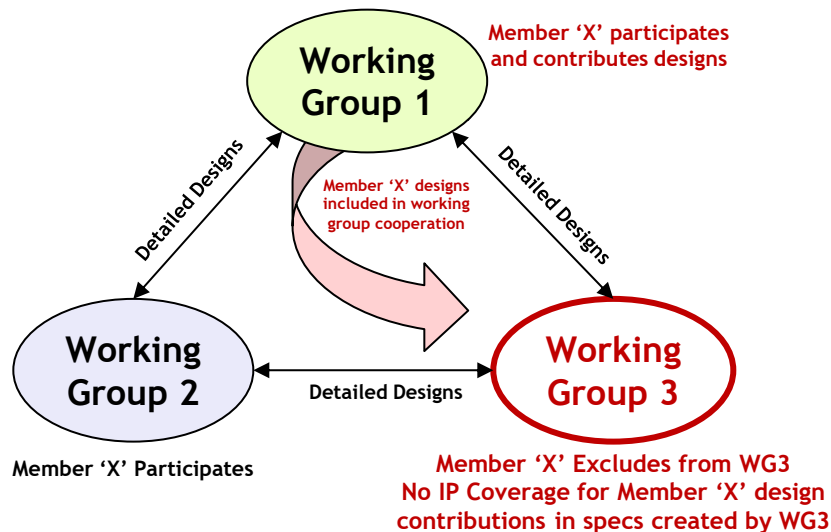 Working
Group 1
Member ‘X’ participates
and contributes designs
Detailed Designs
Member ‘X’ designs
included in working
group cooperation
Detailed Designs
Working
Group 2
Detailed Designs
Working
Group 3
Member ‘X’ Participates
Member ‘X’ Excludes from WG3
No IP Coverage for Member ‘X’ design
contributions in specs created by WG3